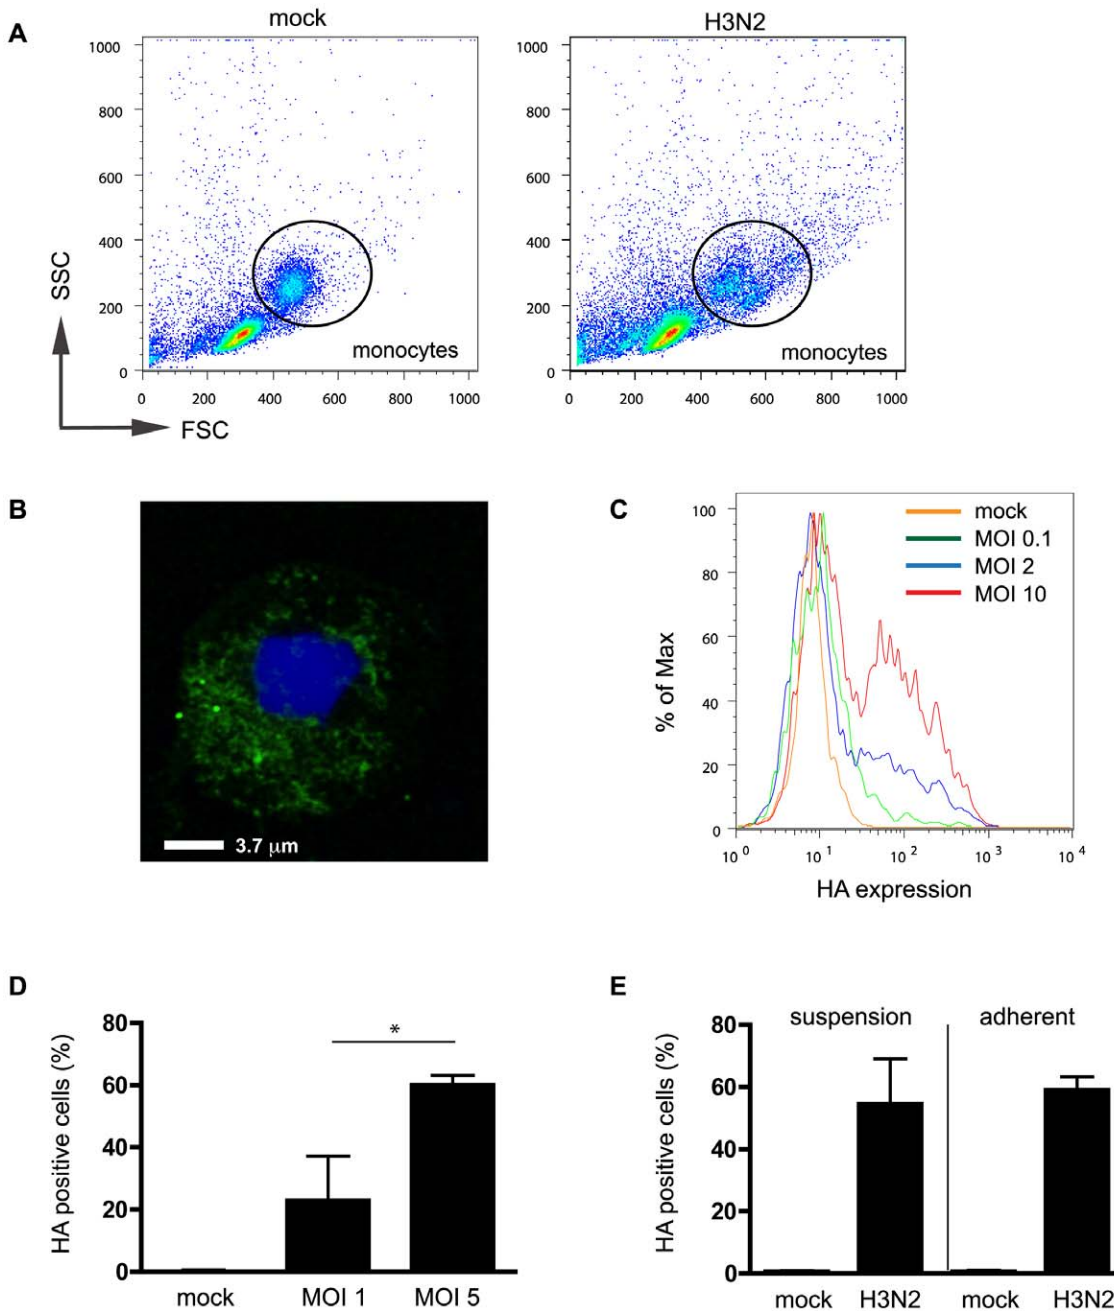 A
mock
H3N2
1000
800
600
400
200
0
SSC
monocytes
0 200 400 600 800 1000
FSC
1000
800
600
400
200
0
monocytes
0 200 400 600 800 1000
B
3.7 μm
C
100
80
60
40
20
0
% of Max
mock
MOI 0.1
MOI 2
MOI 10
10^0 10^1 10^2 10^3 10^4
HA expression
D
HA positive cells (%)
80
60
40
20
0
*
mock MOI 1 MOI 5
E
HA positive cells (%)
80
60
40
20
0
suspension adherent
mock H3N2 mock H3N2